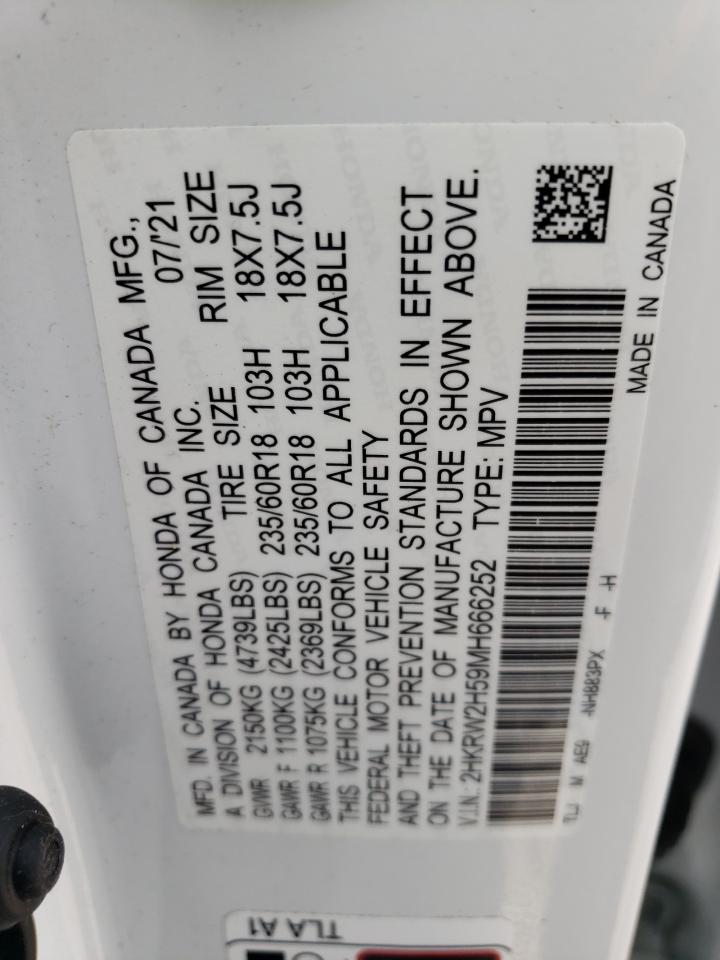 MFD. IN CANADA BY HONDA OF CANADA MFG.,
A DIVISION OF HONDA CANADA INC. 07/'21
TIRE SIZE RIM SIZE
GVWR 2150KG (4739LBS)
GAWR F 1100KG (2425LBS) 235/60R18 103H 18X7.5J
GAWR R 1075KG (2369LBS) 235/60R18 103H 18X7.5J
THIS VEHICLE CONFORMS TO ALL APPLICABLE
FEDERAL MOTOR VEHICLE SAFETY
AND THEFT PREVENTION STANDARDS IN EFFECT
ON THE DATE OF MANUFACTURE SHOWN ABOVE.
V.I.N.: 2HKRW2H59MH666252 TYPE: MPV
TLJ M AE9 -NH883PX -F -H
MADE IN CANADA
TLA A1